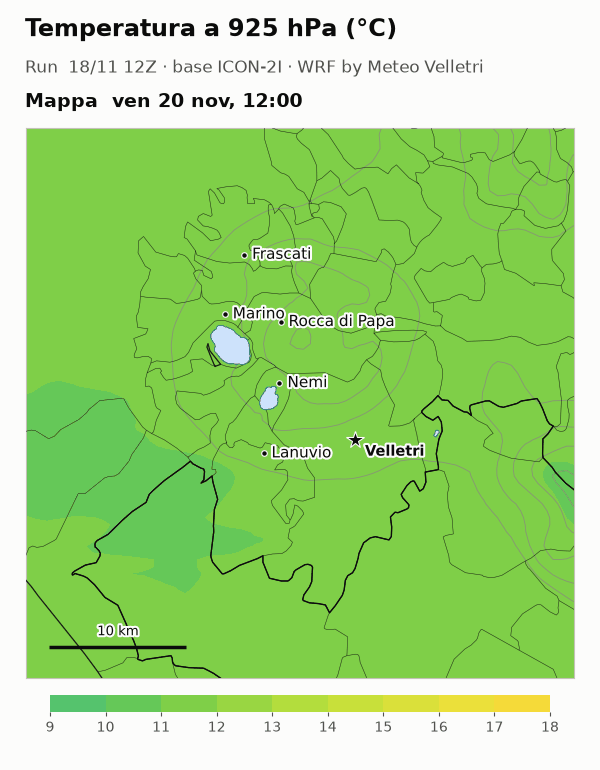 Temperatura a 925 hPa (°C)
Run  18/11 12Z · base ICON-2I · WRF by Meteo Velletri
Mappa  ven 20 nov, 12:00
Frascati
Marino
Rocca di Papa
Nemi
Velletri
Lanuvio
10 km
9 10 11 12 13 14 15 16 17 18